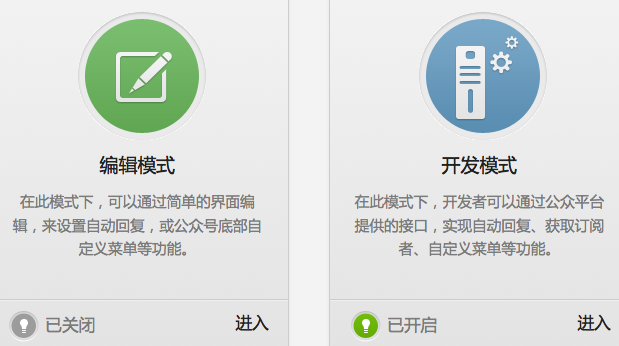 编辑模式
在此模式下，可以通过简单的界面编
辑，来设置自动回复，或公众号底部自
定义菜单等功能。
已关闭
进入
开发模式
在此模式下，开发者可以通过公众平台
提供的接口，实现自动回复、获取订阅
者、自定义菜单等功能。
已开启
进入